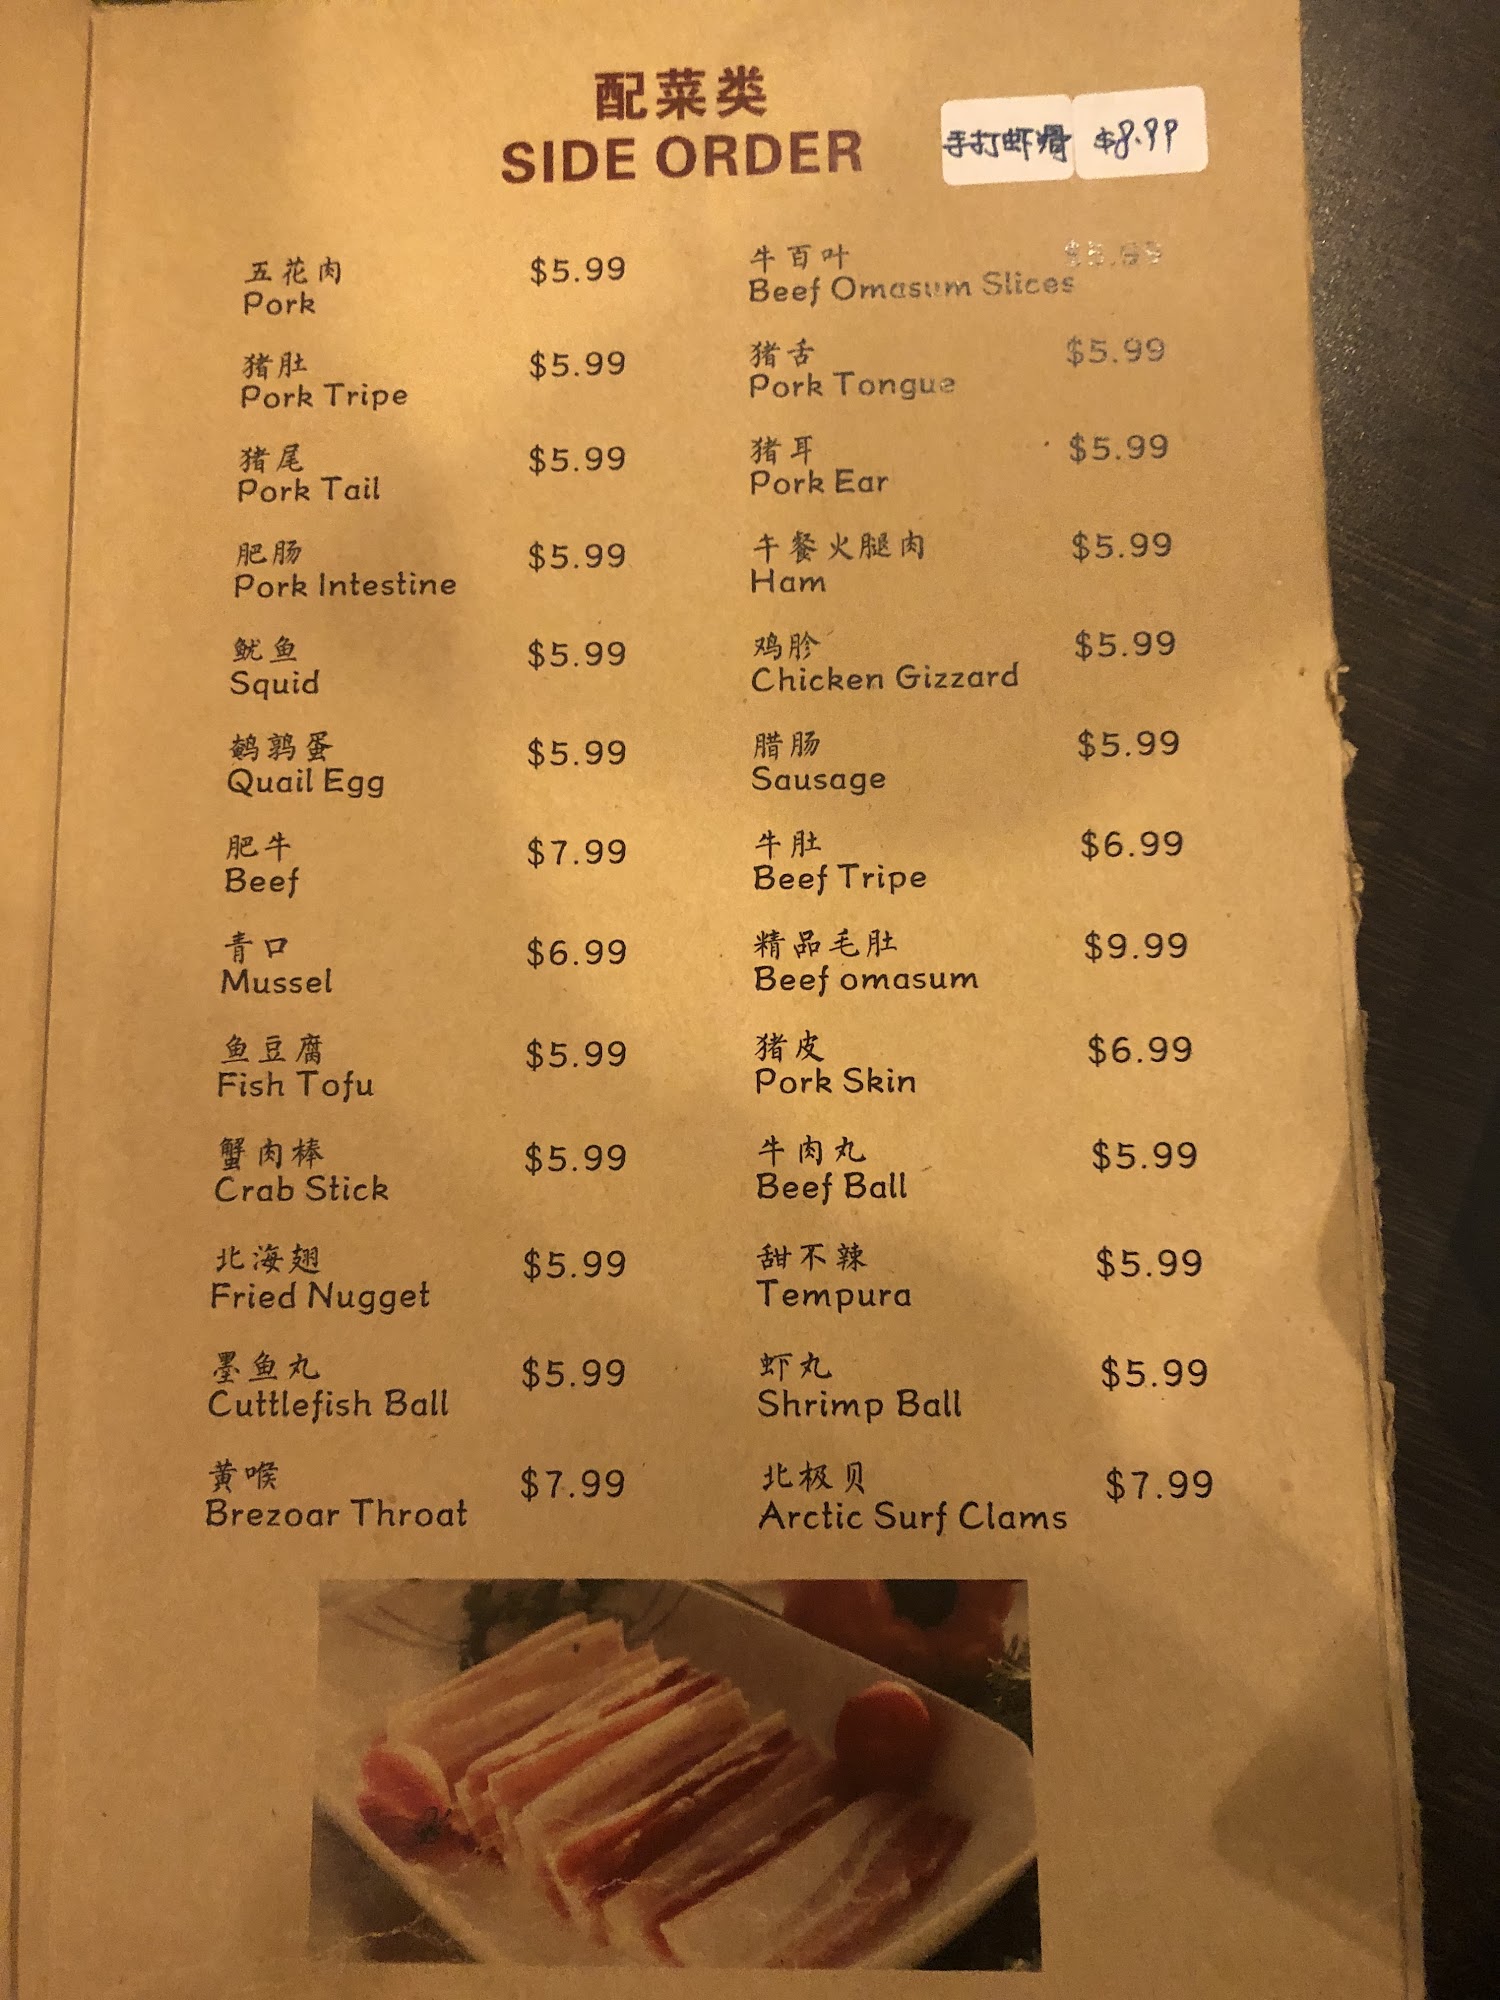 配菜类
SIDE ORDER
手打虾滑 $8.99
五花肉 $5.99
Pork
猪肚 $5.99
Pork Tripe
猪尾 $5.99
Pork Tail
肥肠 $5.99
Pork Intestine
鱿鱼 $5.99
Squid
鹌鹑蛋 $5.99
Quail Egg
肥牛 $7.99
Beef
青口 $6.99
Mussel
鱼豆腐 $5.99
Fish Tofu
蟹肉棒 $5.99
Crab Stick
北海翅 $5.99
Fried Nugget
墨鱼丸 $5.99
Cuttlefish Ball
黄喉 $7.99
Brezoar Throat
牛百叶 $5.99
Beef Omasum Slices
猪舌 $5.99
Pork Tongue
猪耳 $5.99
Pork Ear
午餐火腿肉 $5.99
Ham
鸡胗 $5.99
Chicken Gizzard
腊肠 $5.99
Sausage
牛肚 $6.99
Beef Tripe
精品毛肚 $9.99
Beef omasum
猪皮 $6.99
Pork Skin
牛肉丸 $5.99
Beef Ball
甜不辣 $5.99
Tempura
虾丸 $5.99
Shrimp Ball
北极贝 $7.99
Arctic Surf Clams